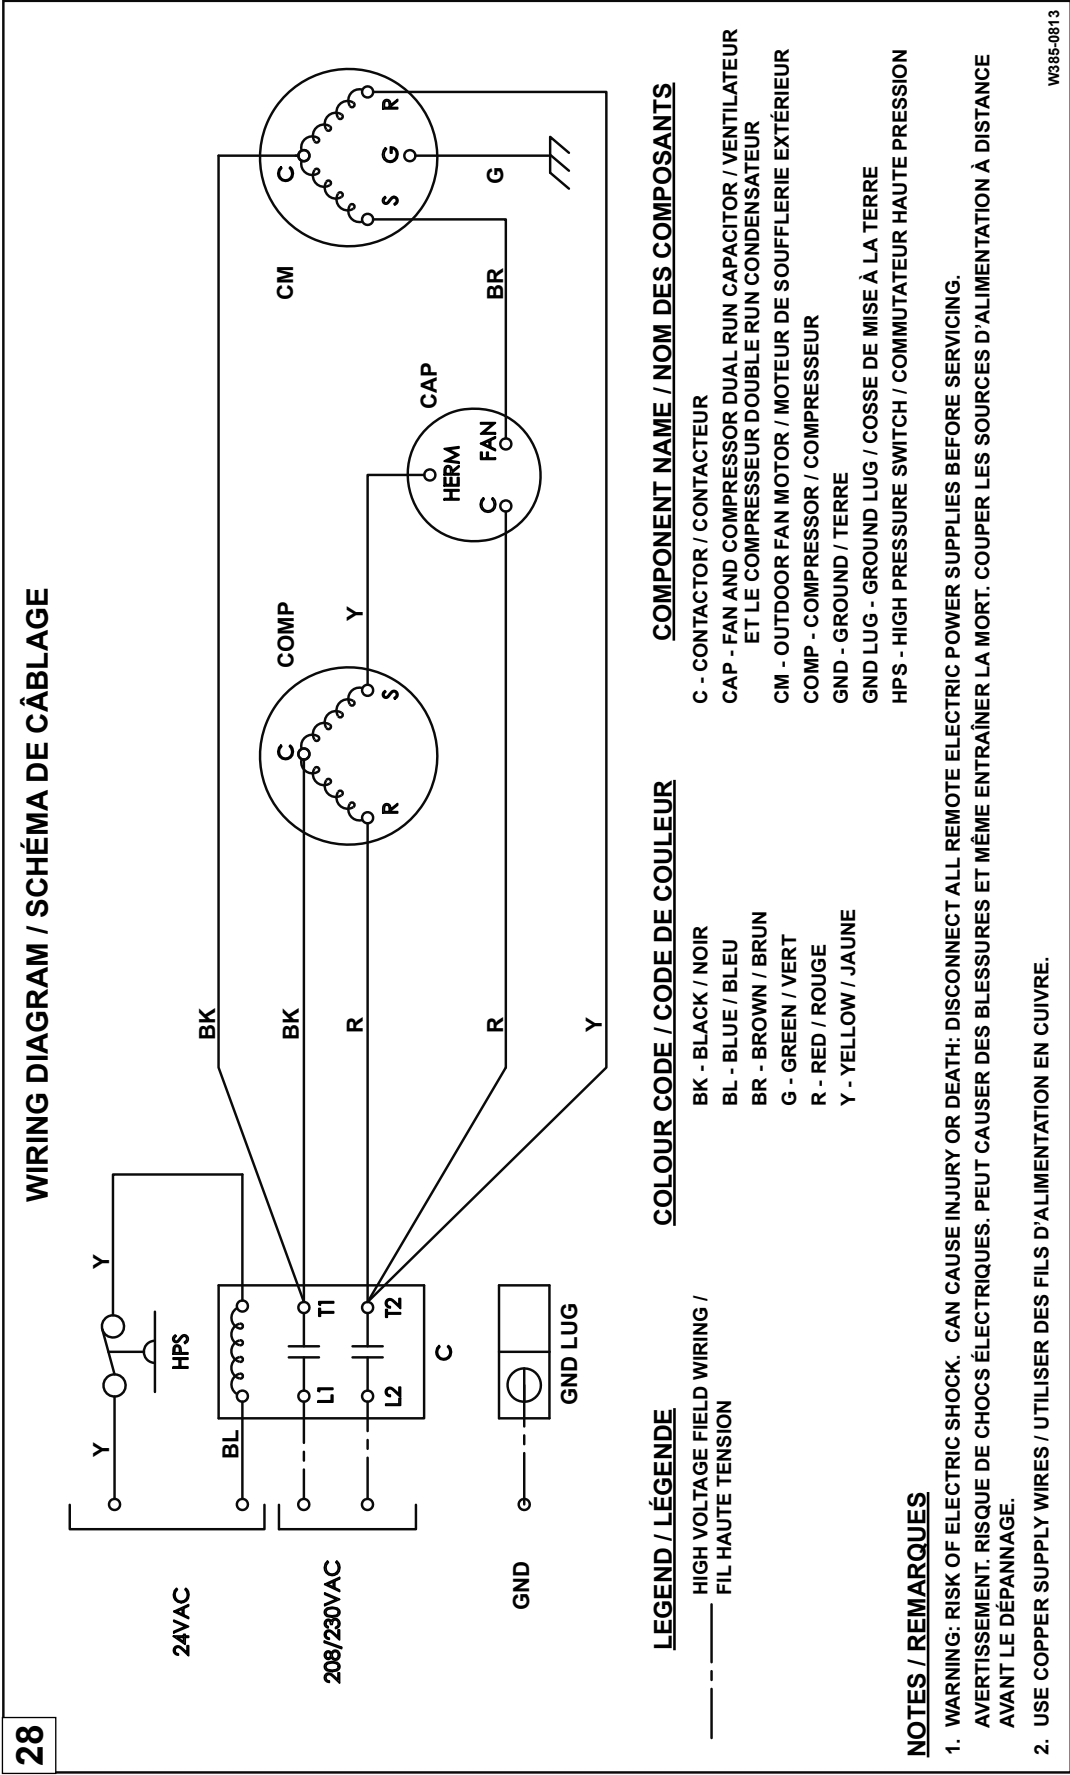 28
WIRING DIAGRAM / SCHÉMA DE CÂBLAGE
24VAC
208/230VAC
GND
Y
Y
HPS
BL
L1
T1
L2
T2
C
GND LUG
BK
BK
R
R
Y
COMP
C
R
S
Y
CAP
HERM
C
FAN
BR
CM
C
S
G
R
G
LEGEND / LÉGENDE
HIGH VOLTAGE FIELD WIRING /
FIL HAUTE TENSION
COLOUR CODE / CODE DE COULEUR
BK - BLACK / NOIR
BL - BLUE / BLEU
BR - BROWN / BRUN
G - GREEN / VERT
R - RED / ROUGE
Y - YELLOW / JAUNE
COMPONENT NAME / NOM DES COMPOSANTS
C - CONTACTOR / CONTACTEUR
CAP - FAN AND COMPRESSOR DUAL RUN CAPACITOR / VENTILATEUR
ET LE COMPRESSEUR DOUBLE RUN CONDENSATEUR
CM - OUTDOOR FAN MOTOR / MOTEUR DE SOUFFLERIE EXTÉRIEUR
COMP - COMPRESSOR / COMPRESSEUR
GND - GROUND / TERRE
GND LUG - GROUND LUG / COSSE DE MISE À LA TERRE
HPS - HIGH PRESSURE SWITCH / COMMUTATEUR HAUTE PRESSION
NOTES / REMARQUES
1. WARNING: RISK OF ELECTRIC SHOCK. CAN CAUSE INJURY OR DEATH: DISCONNECT ALL REMOTE ELECTRIC POWER SUPPLIES BEFORE SERVICING.
AVERTISSEMENT. RISQUE DE CHOCS ÉLECTRIQUES. PEUT CAUSER DES BLESSURES ET MÊME ENTRAÎNER LA MORT. COUPER LES SOURCES D'ALIMENTATION À DISTANCE
AVANT LE DÉPANNAGE.
2. USE COPPER SUPPLY WIRES / UTILISER DES FILS D'ALIMENTATION EN CUIVRE.
W385-0813